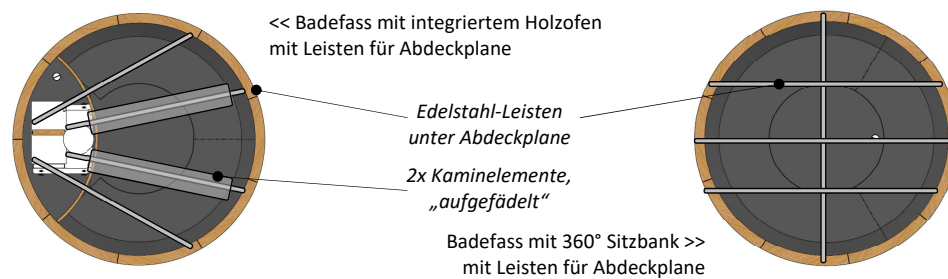 << Badefass mit integriertem Holzofen
mit Leisten für Abdeckplane
Edelstahl-Leisten
unter Abdeckplane
2x Kaminelemente,
„aufgefädelt“
Badefass mit 360° Sitzbank >>
mit Leisten für Abdeckplane